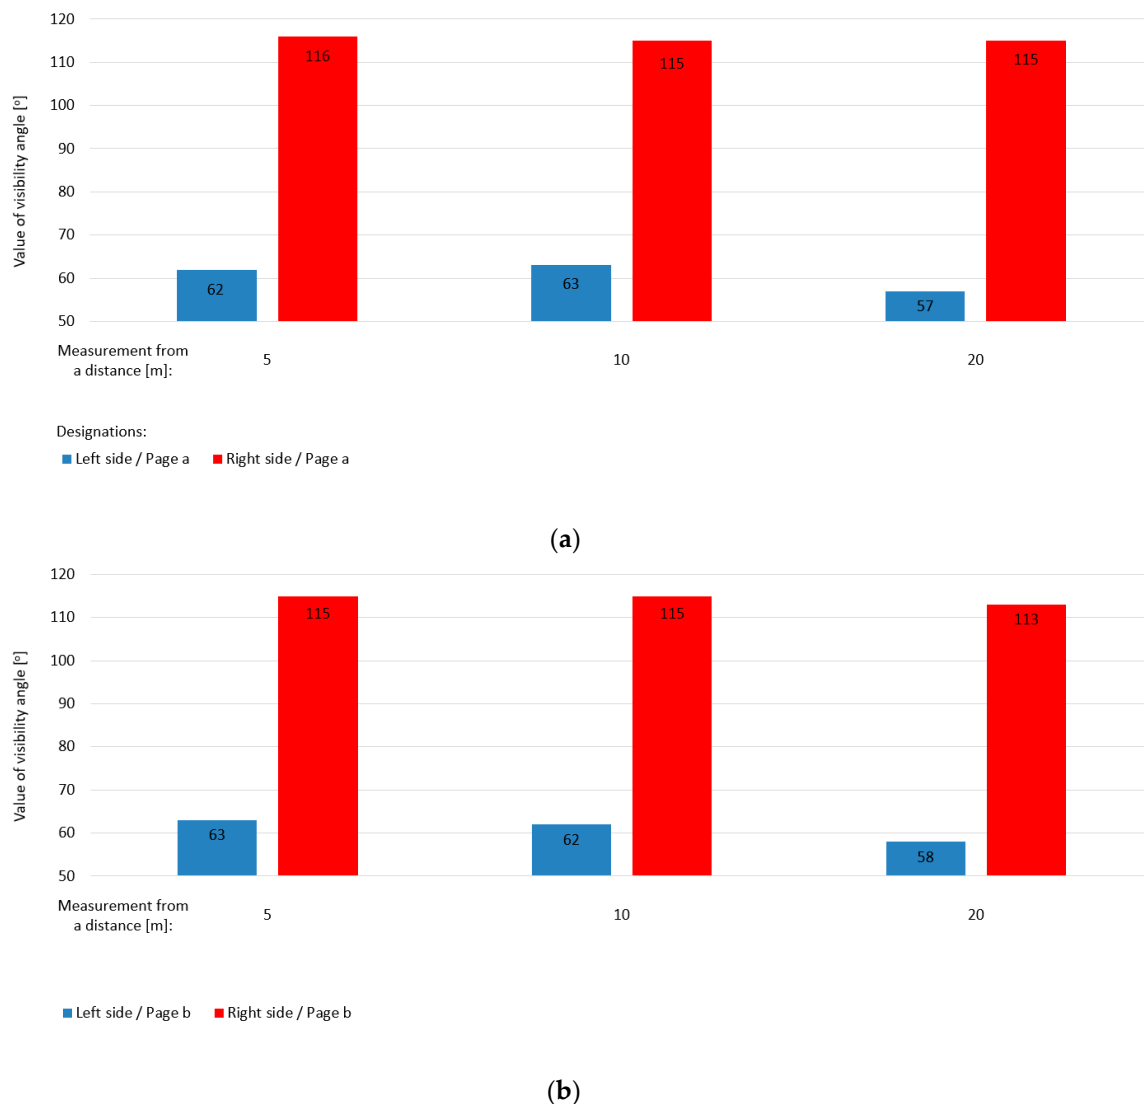 120
110
100
90
80
70
60
50
Value of visibility angle [º]
116
115
115
62
63
57
Measurement from
a distance [m]:
5
10
20
Designations:
Left side / Page a
Right side / Page a
(a)
120
110
100
90
80
70
60
50
Value of visibility angle [º]
115
115
113
63
62
58
Measurement from
a distance [m]:
5
10
20
Left side / Page b
Right side / Page b
(b)